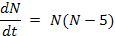 dN/dt = N(N − 5)